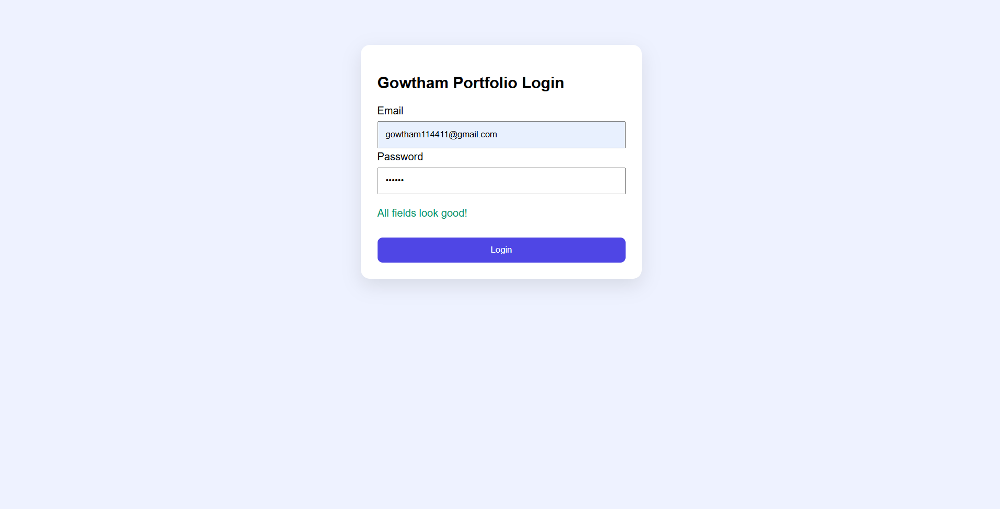 Gowtham Portfolio Login
Email
gowtham114411@gmail.com
Password
••••••
All fields look good!
Login